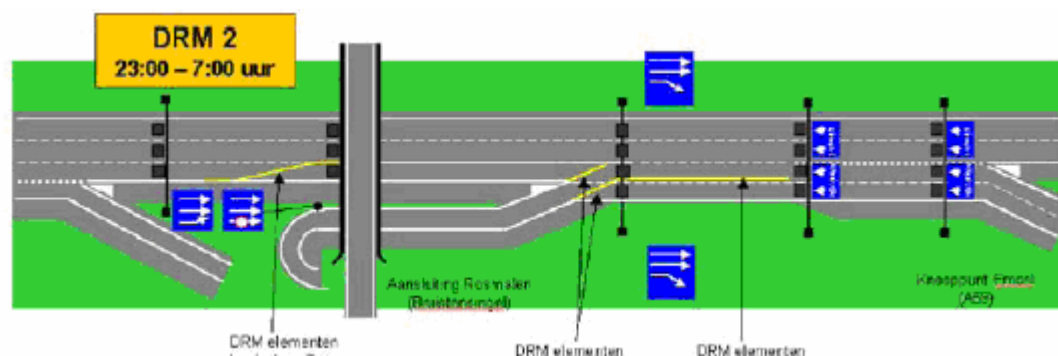 DRM 2
23:00 – 7:00 uur
Aansluiting Rosmalen
(Bruistensingel)
Knooppunt Empel
(A59)
DRM elementen
DRM elementen
DRM elementen